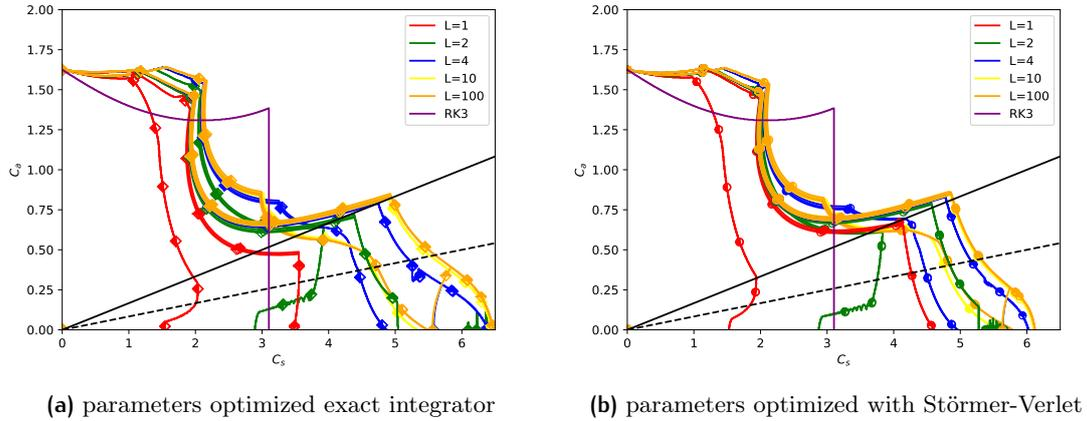 2.00
1.75
1.50
1.25
1.00
0.75
0.50
0.25
0.00
C_a
0 1 2 3 4 5 6
C_s
L=1
L=2
L=4
L=10
L=100
RK3
(a) parameters optimized exact integrator
2.00
1.75
1.50
1.25
1.00
0.75
0.50
0.25
0.00
C_a
0 1 2 3 4 5 6
C_s
L=1
L=2
L=4
L=10
L=100
RK3
(b) parameters optimized with Störmer-Verlet